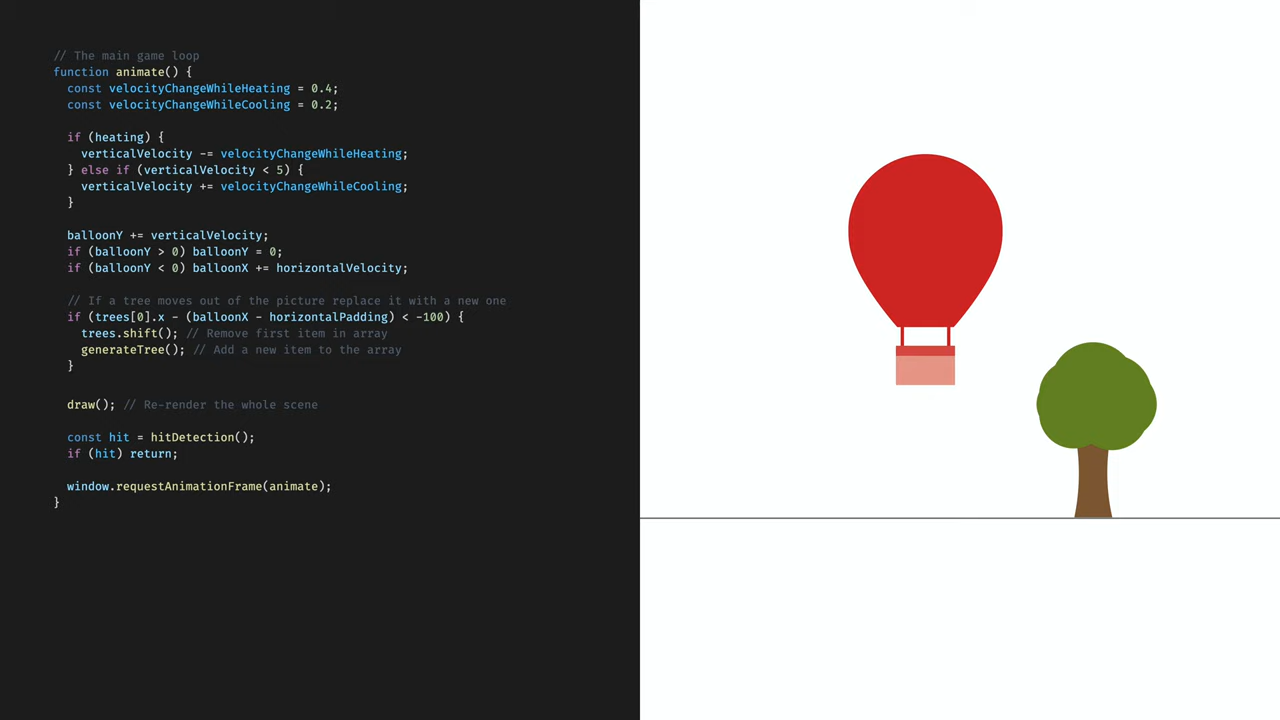 // The main game loop
function animate() {
  const velocityChangeWhileHeating = 0.4;
  const velocityChangeWhileCooling = 0.2;

  if (heating) {
    verticalVelocity -= velocityChangeWhileHeating;
  } else if (verticalVelocity < 5) {
    verticalVelocity += velocityChangeWhileCooling;
  }

  balloonY += verticalVelocity;
  if (balloonY > 0) balloonY = 0;
  if (balloonY < 0) balloonX += horizontalVelocity;

  // If a tree moves out of the picture replace it with a new one
  if (trees[0].x - (balloonX - horizontalPadding) < -100) {
    trees.shift(); // Remove first item in array
    generateTree(); // Add a new item to the array
  }

  draw(); // Re-render the whole scene

  const hit = hitDetection();
  if (hit) return;

  window.requestAnimationFrame(animate);
}